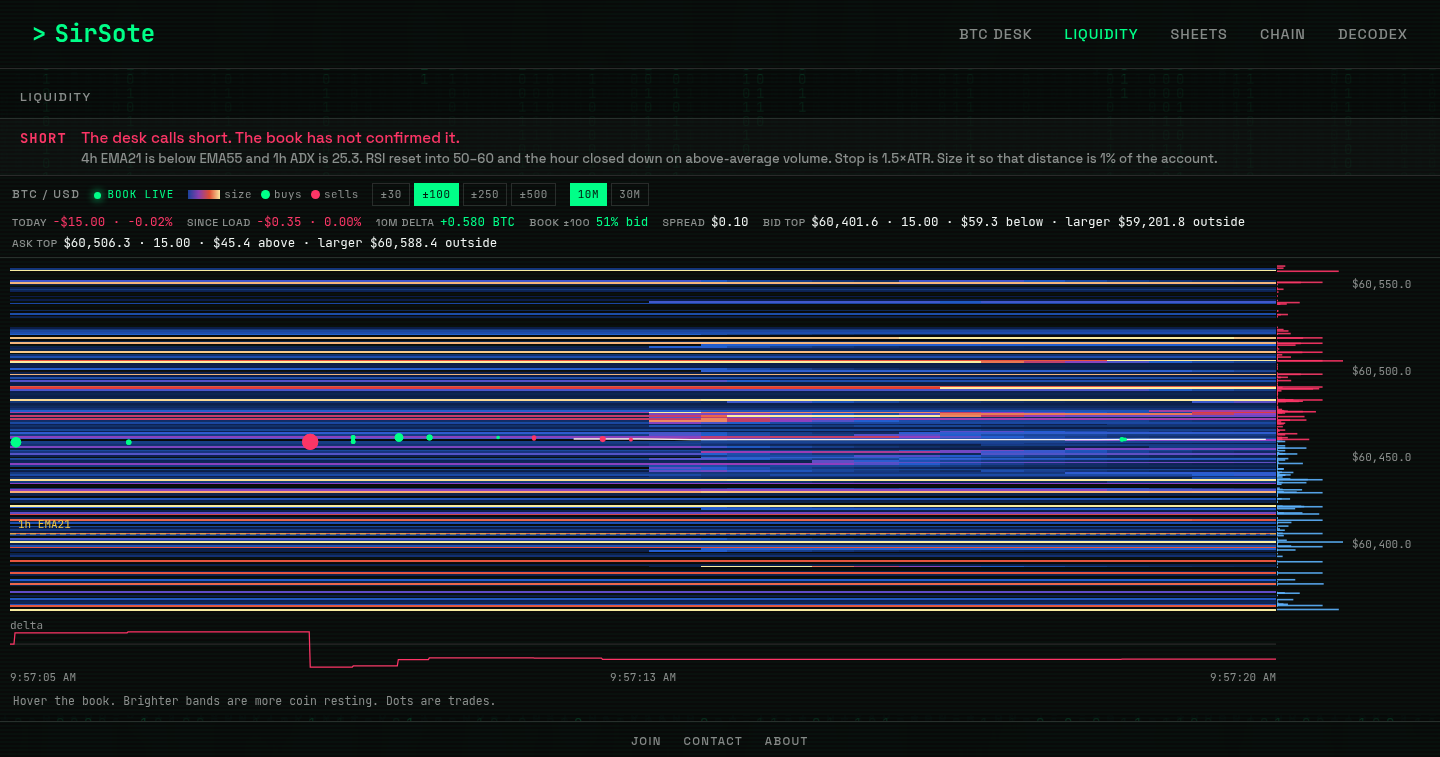 > SirSote
BTC DESK LIQUIDITY SHEETS CHAIN DECODEX
LIQUIDITY
SHORT The desk calls short. The book has not confirmed it.
4h EMA21 is below EMA55 and 1h ADX is 25.3. RSI reset into 50–60 and the hour closed down on above-average volume. Stop is 1.5×ATR. Size it so that distance is 1% of the account.
BTC / USD BOOK LIVE size buys sells ±30 ±100 ±250 ±500 10M 30M
TODAY -$15.00 · -0.02% SINCE LOAD -$0.35 · 0.00% 10M DELTA +0.580 BTC BOOK ±100 51% bid SPREAD $0.10 BID TOP $60,401.6 · 15.00 · $59.3 below · larger $59,201.8 outside
ASK TOP $60,506.3 · 15.00 · $45.4 above · larger $60,588.4 outside
$60,550.0
$60,500.0
$60,450.0
1h EMA21
$60,400.0
delta
9:57:05 AM 9:57:13 AM 9:57:20 AM
Hover the book. Brighter bands are more coin resting. Dots are trades.
JOIN CONTACT ABOUT